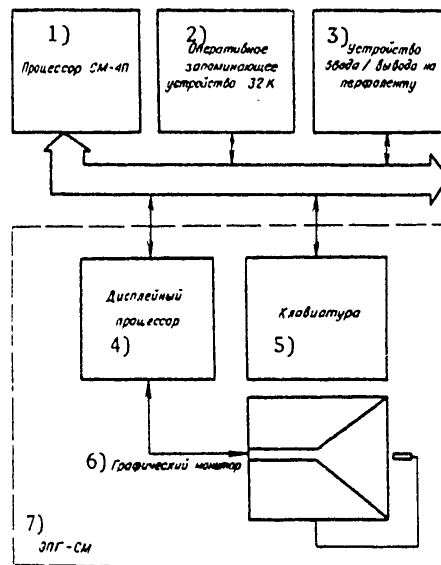 1)
Процессор СМ-4П
2)
Оперативное
запоминающее
устройство 32К
3) Устройство
ввода / вывода на
перфоленту
Дисплейный
процессор
4)
Клавиатура
5)
6) Графический монитор
7)
ЭПГ-СМ